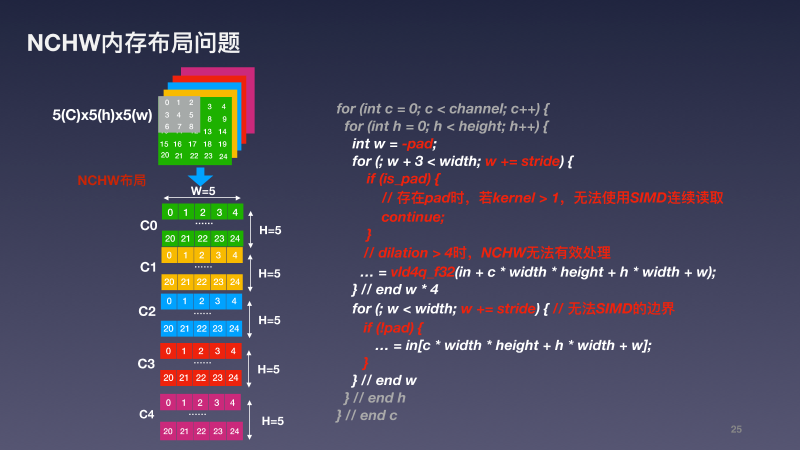 NCHW内存布局问题
5(C)x5(h)x5(w)
0 1 2 3 4
3 4 5 8 9
6 7 8 13 14
15 16 17 18 19
20 21 22 23 24
NCHW布局
W=5
C0
0 1 2 3 4
······
20 21 22 23 24
H=5
C1
0 1 2 3 4
······
20 21 22 23 24
H=5
C2
0 1 2 3 4
······
20 21 22 23 24
H=5
C3
0 1 2 3 4
······
20 21 22 23 24
H=5
C4
0 1 2 3 4
······
20 21 22 23 24
H=5
for (int c = 0; c < channel; c++) {
for (int h = 0; h < height; h++) {
int w = -pad;
for (; w + 3 < width; w += stride) {
if (is_pad) {
// 存在pad时，若kernel > 1，无法使用SIMD连续读取
continue;
}
// dilation > 4时，NCHW无法有效处理
… = vld4q_f32(in + c * width * height + h * width + w);
} // end w * 4
for (; w < width; w += stride) { // 无法SIMD的边界
if (!pad) {
… = in[c * width * height + h * width + w];
}
} // end w
} // end h
} // end c
25